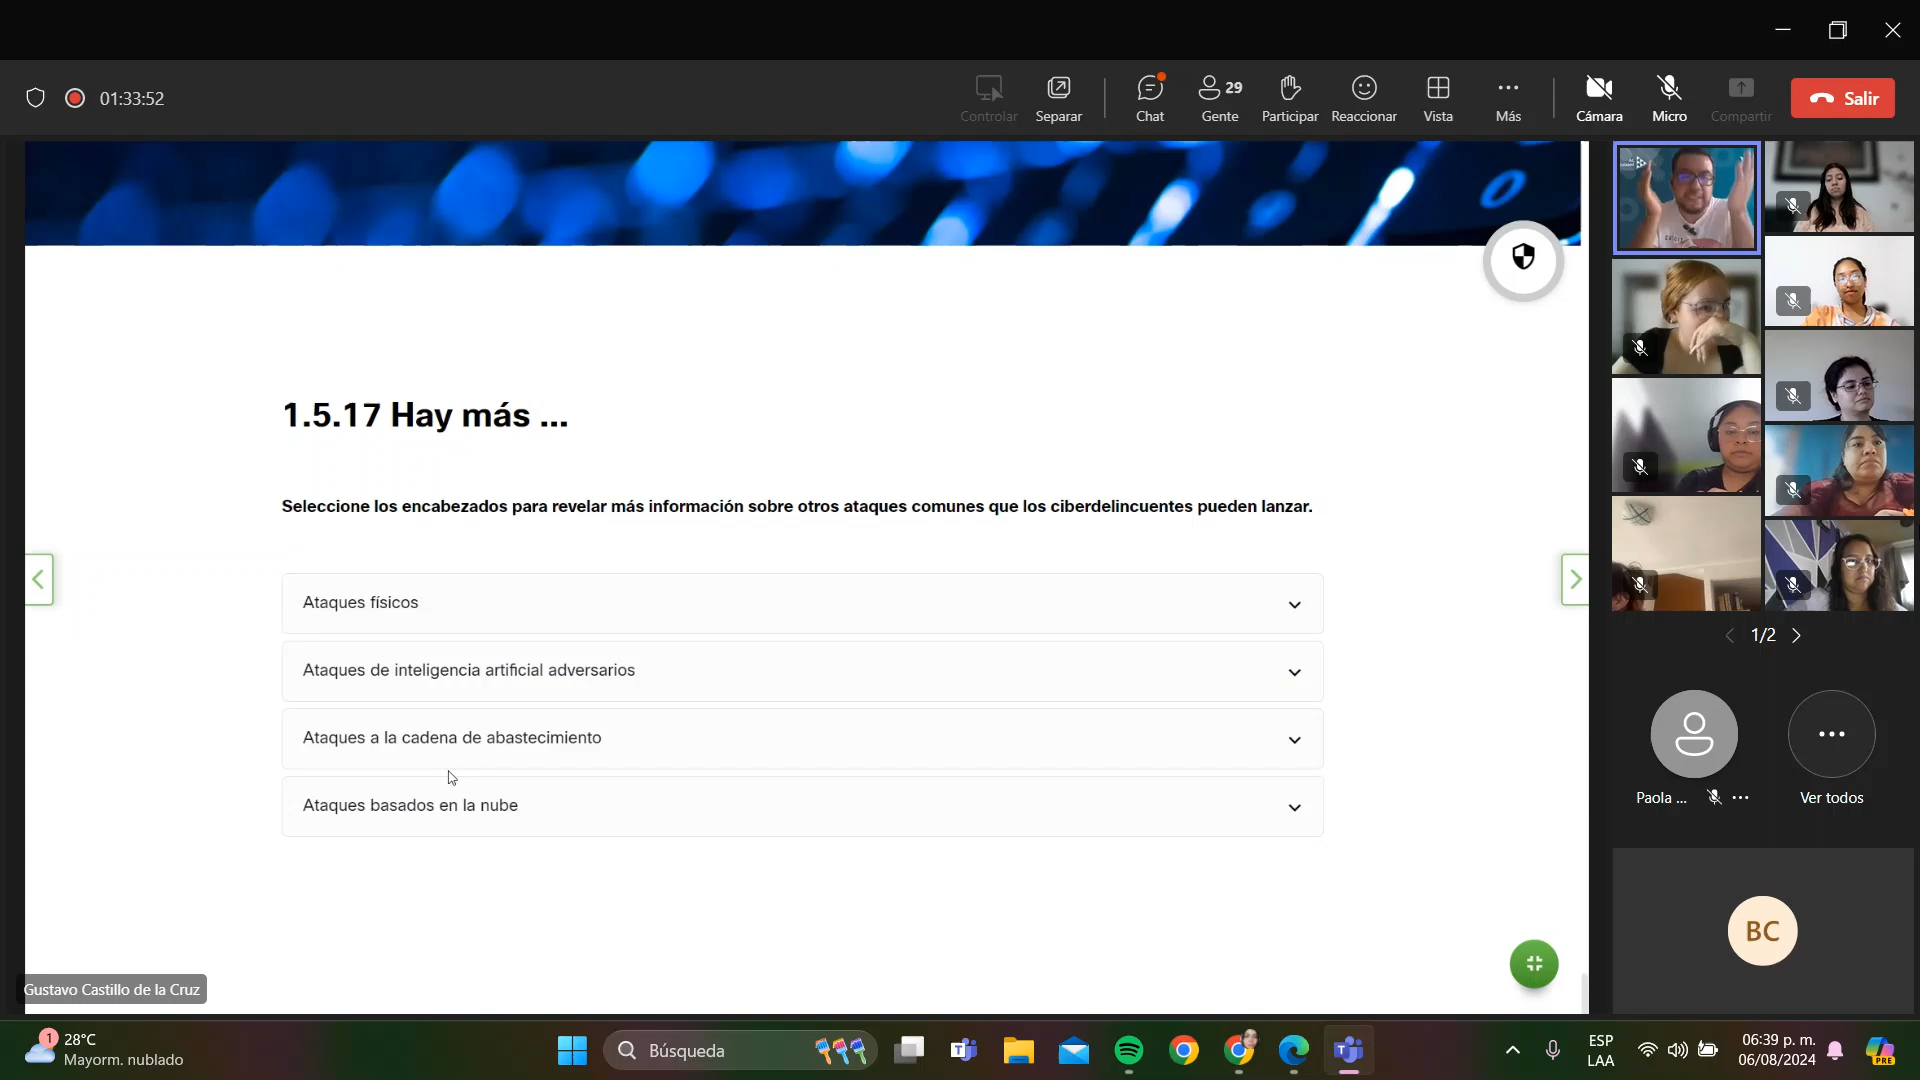 01:33:52
Controlar
Separar
Chat
29
Gente
Participar
Reaccionar
Vista
Más
Cámara
Micro
Compartir
Salir
1.5.17 Hay más ...
Seleccione los encabezados para revelar más información sobre otros ataques comunes que los ciberdelincuentes pueden lanzar.
Ataques físicos
Ataques de inteligencia artificial adversarios
Ataques a la cadena de abastecimiento
Ataques basados en la nube
Gustavo Castillo de la Cruz
1/2
Paola ...
Ver todos
BC
1
28°C
Mayorm. nublado
Búsqueda
ESP
LAA
06:39 p. m.
06/08/2024
PRE